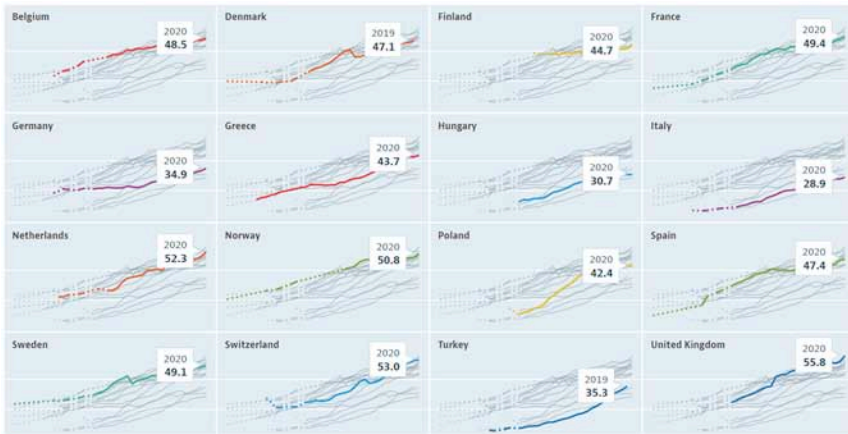 Belgium
2020
48.5
Denmark
2019
47.1
Finland
2020
44.7
France
2020
49.4
Germany
2020
34.9
Greece
2020
43.7
Hungary
2020
30.7
Italy
2020
28.9
Netherlands
2020
52.3
Norway
2020
50.8
Poland
2020
42.4
Spain
2020
47.4
Sweden
2020
49.1
Switzerland
2020
53.0
Turkey
2019
35.3
United Kingdom
2020
55.8